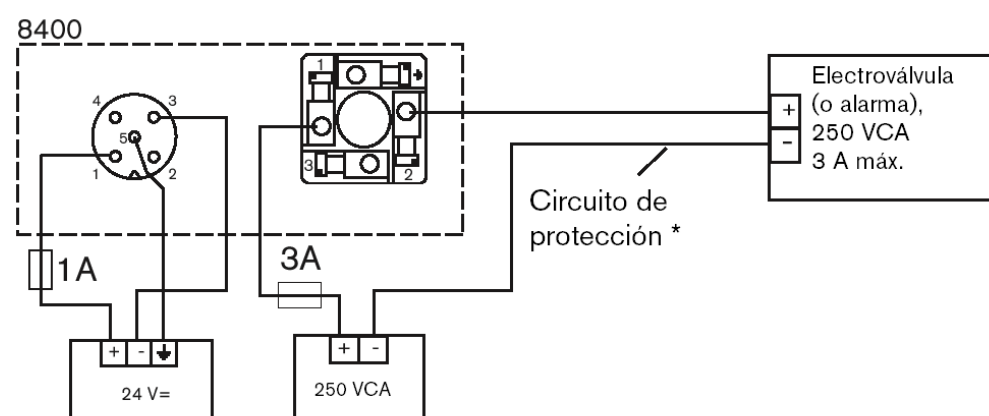 8400
1
4 3
5
1 2
3
2
Electroválvula
(o alarma),
250 VCA
3 A máx.
+
-
Circuito de
protección *
1A
3A
+ -
24 V=
+ -
250 VCA